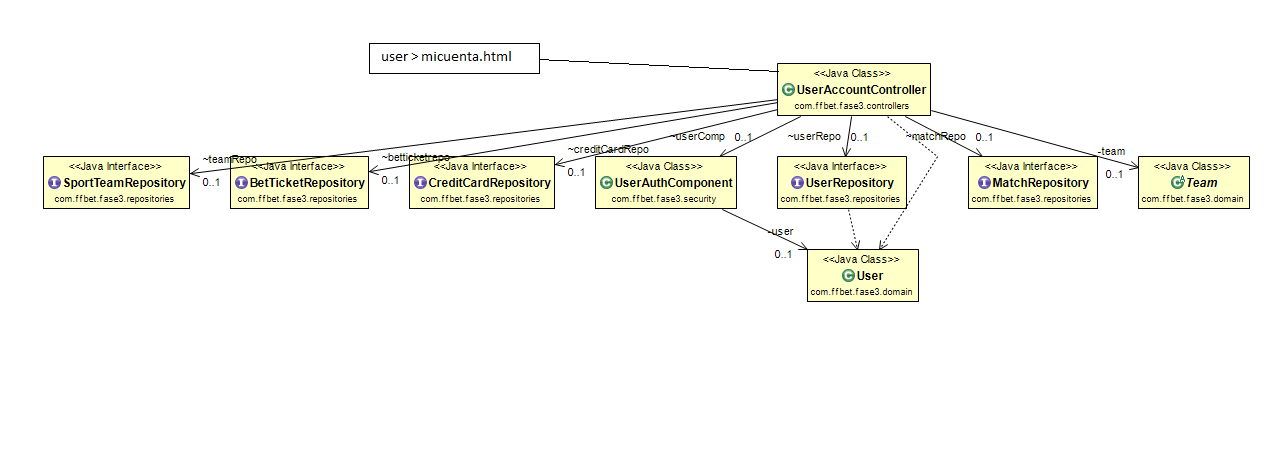 user > micuenta.html
<<Java Class>>
UserAccountController
com.ffbet.fase3.controllers
~teamRepo
0..1
~betticketrepo
0..1
~creditCardRepo
0..1
~userComp
0..1
~userRepo
0..1
~matchRepo
0..1
-team
0..1
<<Java Interface>>
SportTeamRepository
com.ffbet.fase3.repositories
<<Java Interface>>
BetTicketRepository
com.ffbet.fase3.repositories
<<Java Interface>>
CreditCardRepository
com.ffbet.fase3.repositories
<<Java Class>>
UserAuthComponent
com.ffbet.fase3.security
<<Java Interface>>
UserRepository
com.ffbet.fase3.repositories
<<Java Interface>>
MatchRepository
com.ffbet.fase3.repositories
<<Java Class>>
Team
com.ffbet.fase3.domain
-user
0..1
<<Java Class>>
User
com.ffbet.fase3.domain